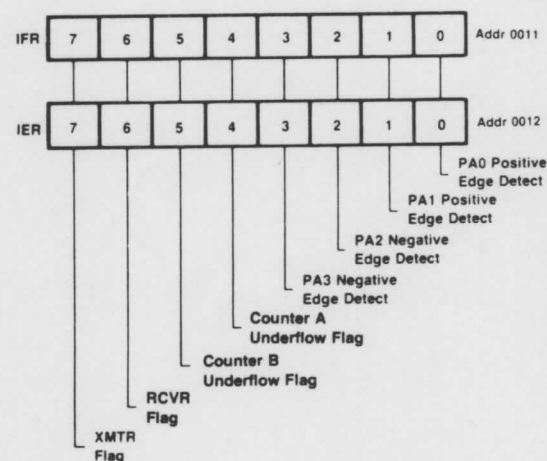 IFR 7 6 5 4 3 2 1 0 Addr 0011
IER 7 6 5 4 3 2 1 0 Addr 0012
PA0 Positive
Edge Detect
PA1 Positive
Edge Detect
PA2 Negative
Edge Detect
PA3 Negative
Edge Detect
Counter A
Underflow Flag
Counter B
Underflow Flag
RCVR
Flag
XMTR
Flag